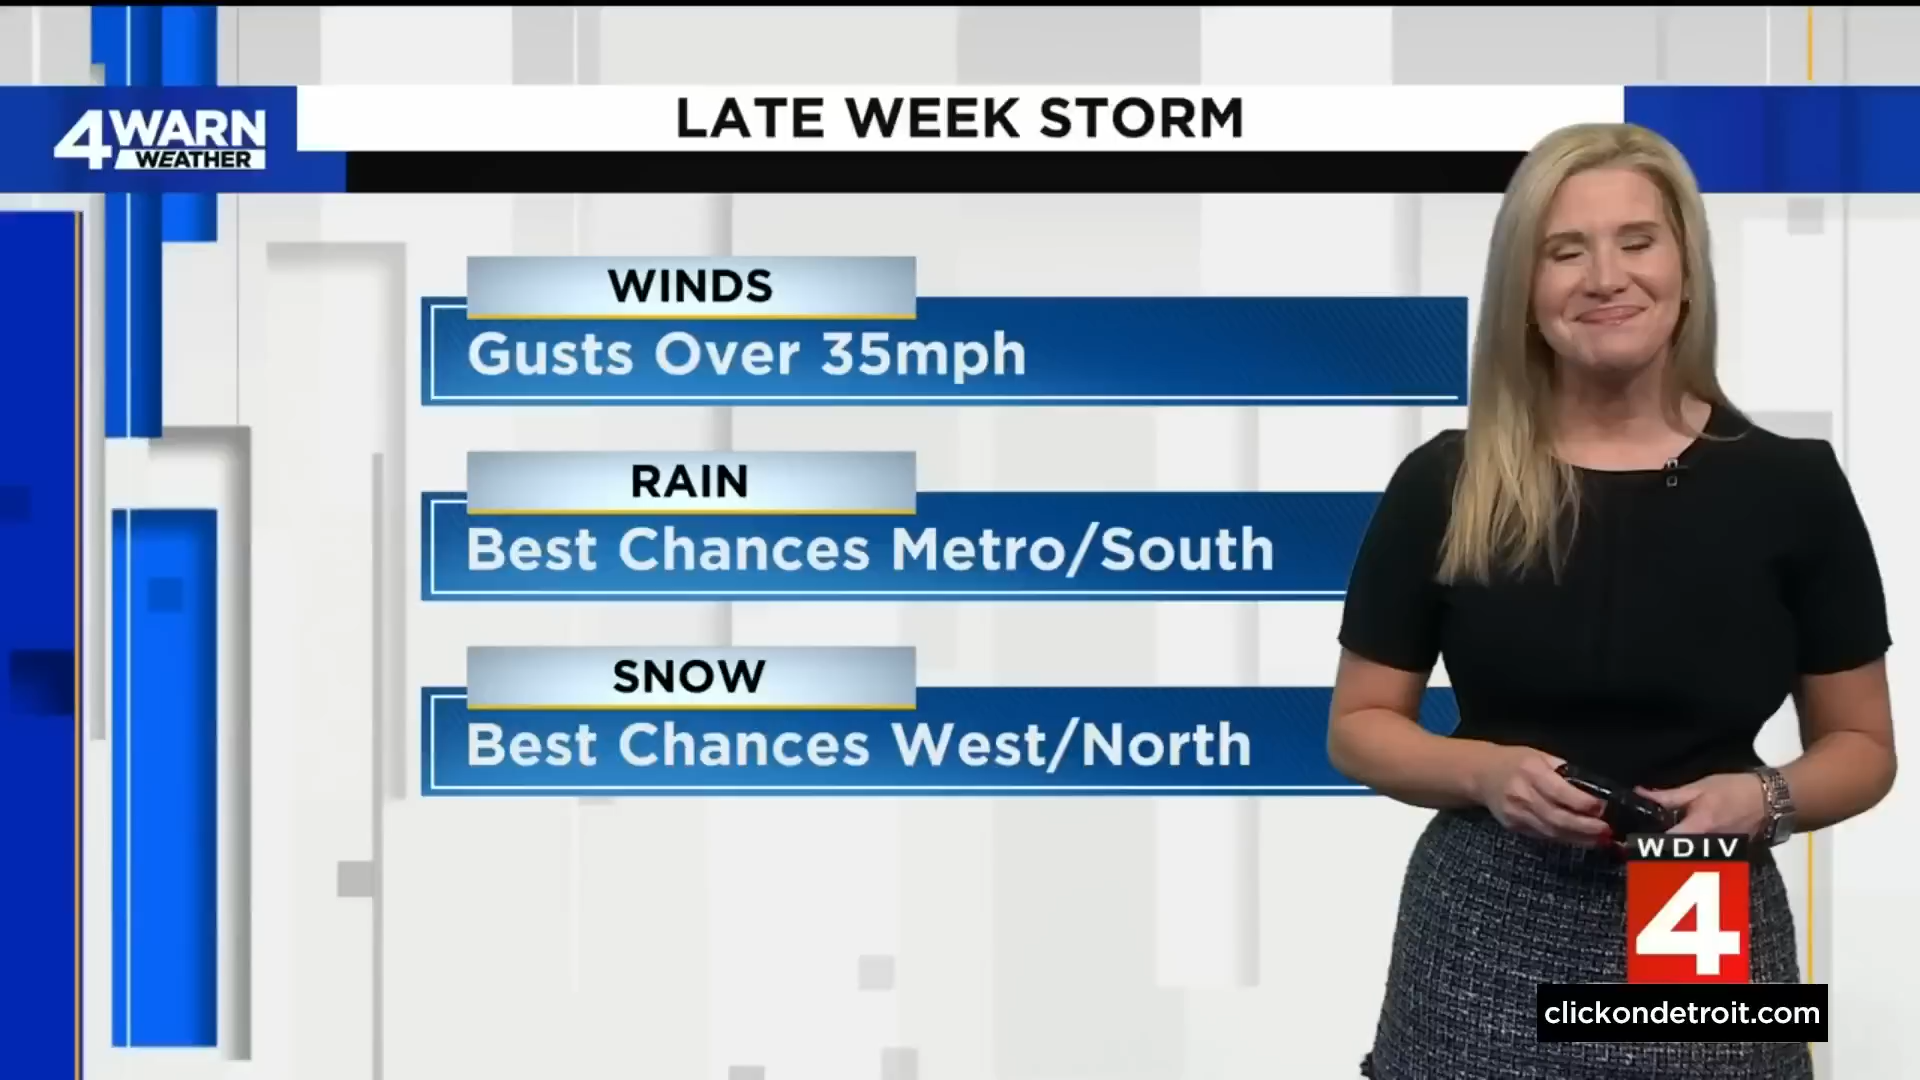 4WARN
WEATHER
LATE WEEK STORM
WINDS
Gusts Over 35mph
RAIN
Best Chances Metro/South
SNOW
Best Chances West/North
WDIV
4
clickondetroit.com